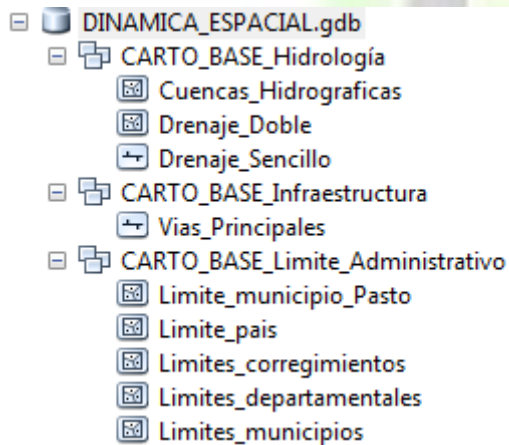 DINAMICA_ESPACIAL.gdb
CARTO_BASE_Hidrología
Cuencas_Hidrograficas
Drenaje_Doble
Drenaje_Sencillo
CARTO_BASE_Infraestructura
Vias_Principales
CARTO_BASE_Limite_Administrativo
Limite_municipio_Pasto
Limite_pais
Limites_corregimientos
Limites_departamentales
Limites_municipios